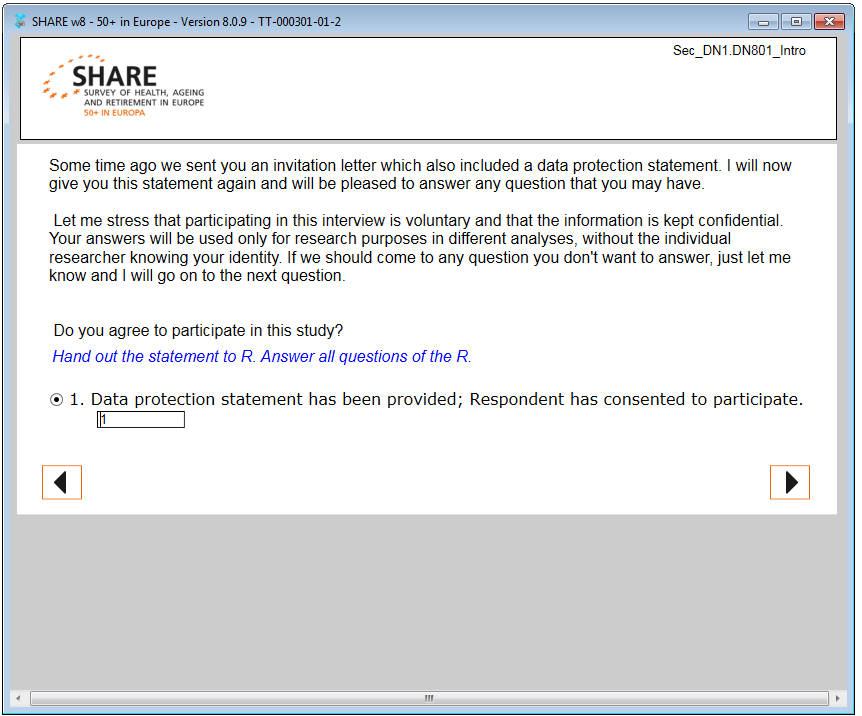 SHARE w8 - 50+ in Europe - Version 8.0.9 - TT-000301-01-2
Sec_DN1.DN801_Intro
SHARE
SURVEY OF HEALTH, AGEING
AND RETIREMENT IN EUROPE
50+ IN EUROPA
Some time ago we sent you an invitation letter which also included a data protection statement. I will now
give you this statement again and will be pleased to answer any question that you may have.
Let me stress that participating in this interview is voluntary and that the information is kept confidential.
Your answers will be used only for research purposes in different analyses, without the individual
researcher knowing your identity. If we should come to any question you don't want to answer, just let me
know and I will go on to the next question.
Do you agree to participate in this study?
Hand out the statement to R. Answer all questions of the R.
1. Data protection statement has been provided; Respondent has consented to participate.
1